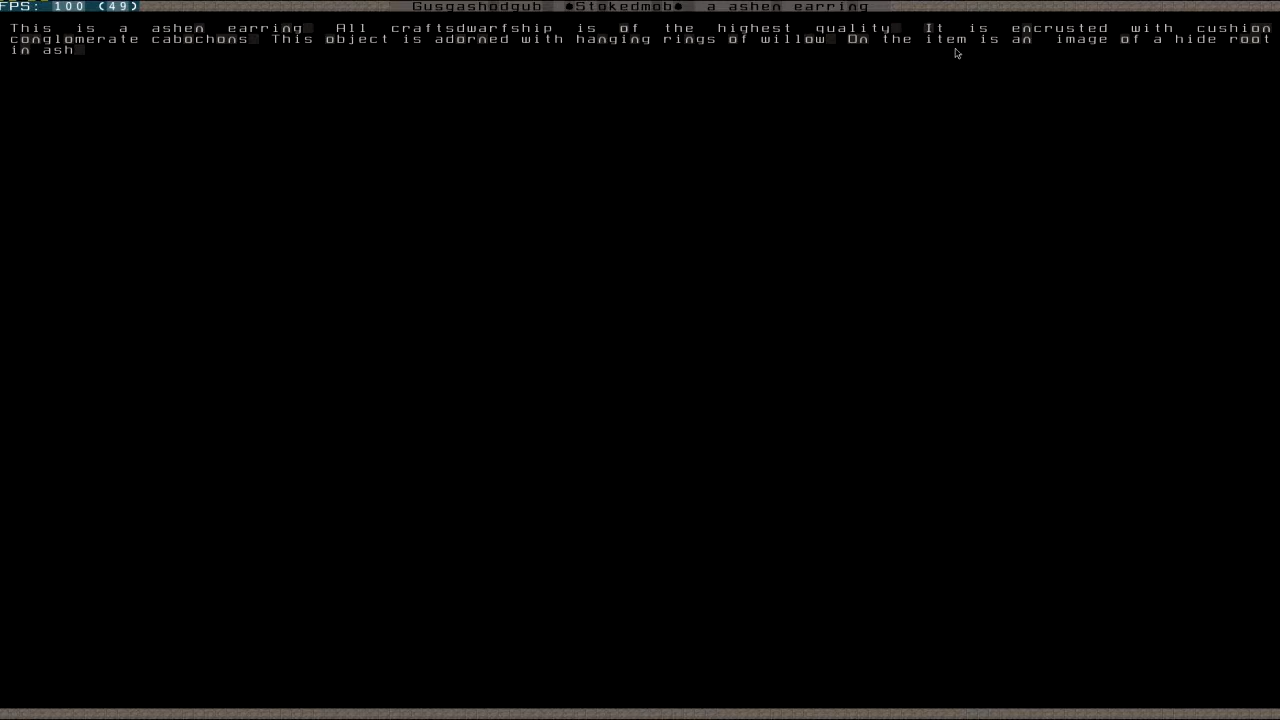 FPS: 100 (49) Gusgashodgub •Stokedmob• a ashen earring
This is a ashen earring All craftsdwarfship is of the highest quality It is encrusted with cushion
conglomerate cabochons This object is adorned with hanging rings of willow On the item is an image of a hide root
in ash